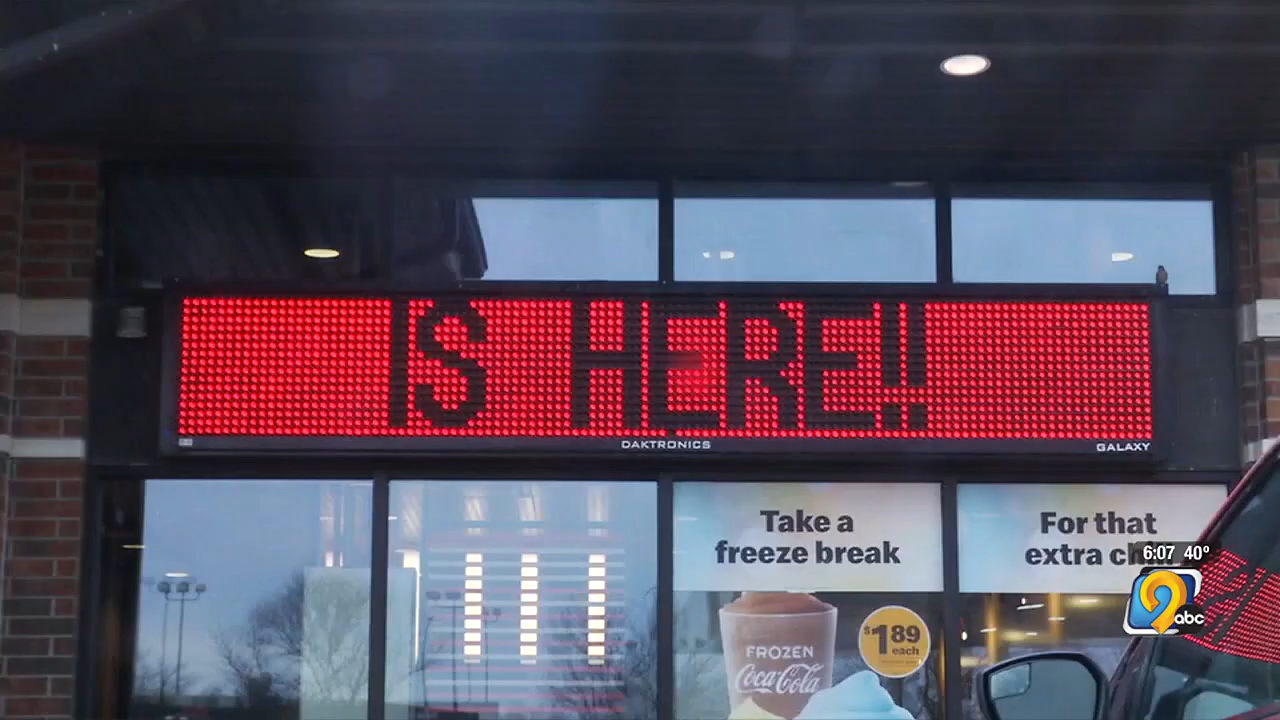 IS HERE!!
DAKTRONICS
GALAXY
Take a
freeze break
For that
extra
6:07 40°
9
abc
FROZEN
Coca-Cola
$1.89
each